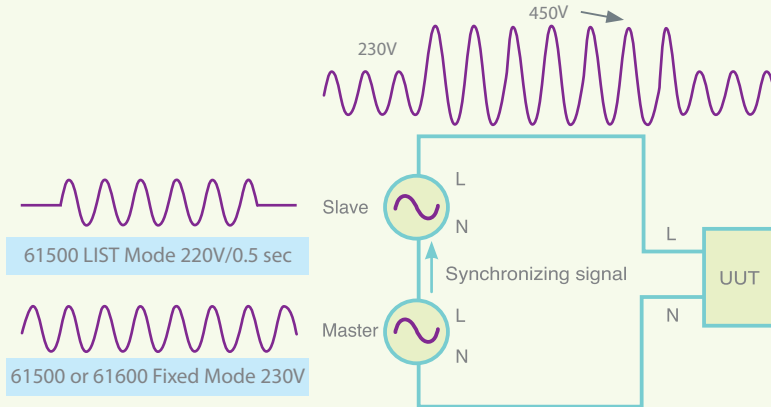 450V
230V
L
Slave
N
61500 LIST Mode 220V/0.5 sec
Synchronizing signal
L
UUT
N
Master
L
N
61500 or 61600 Fixed Mode 230V